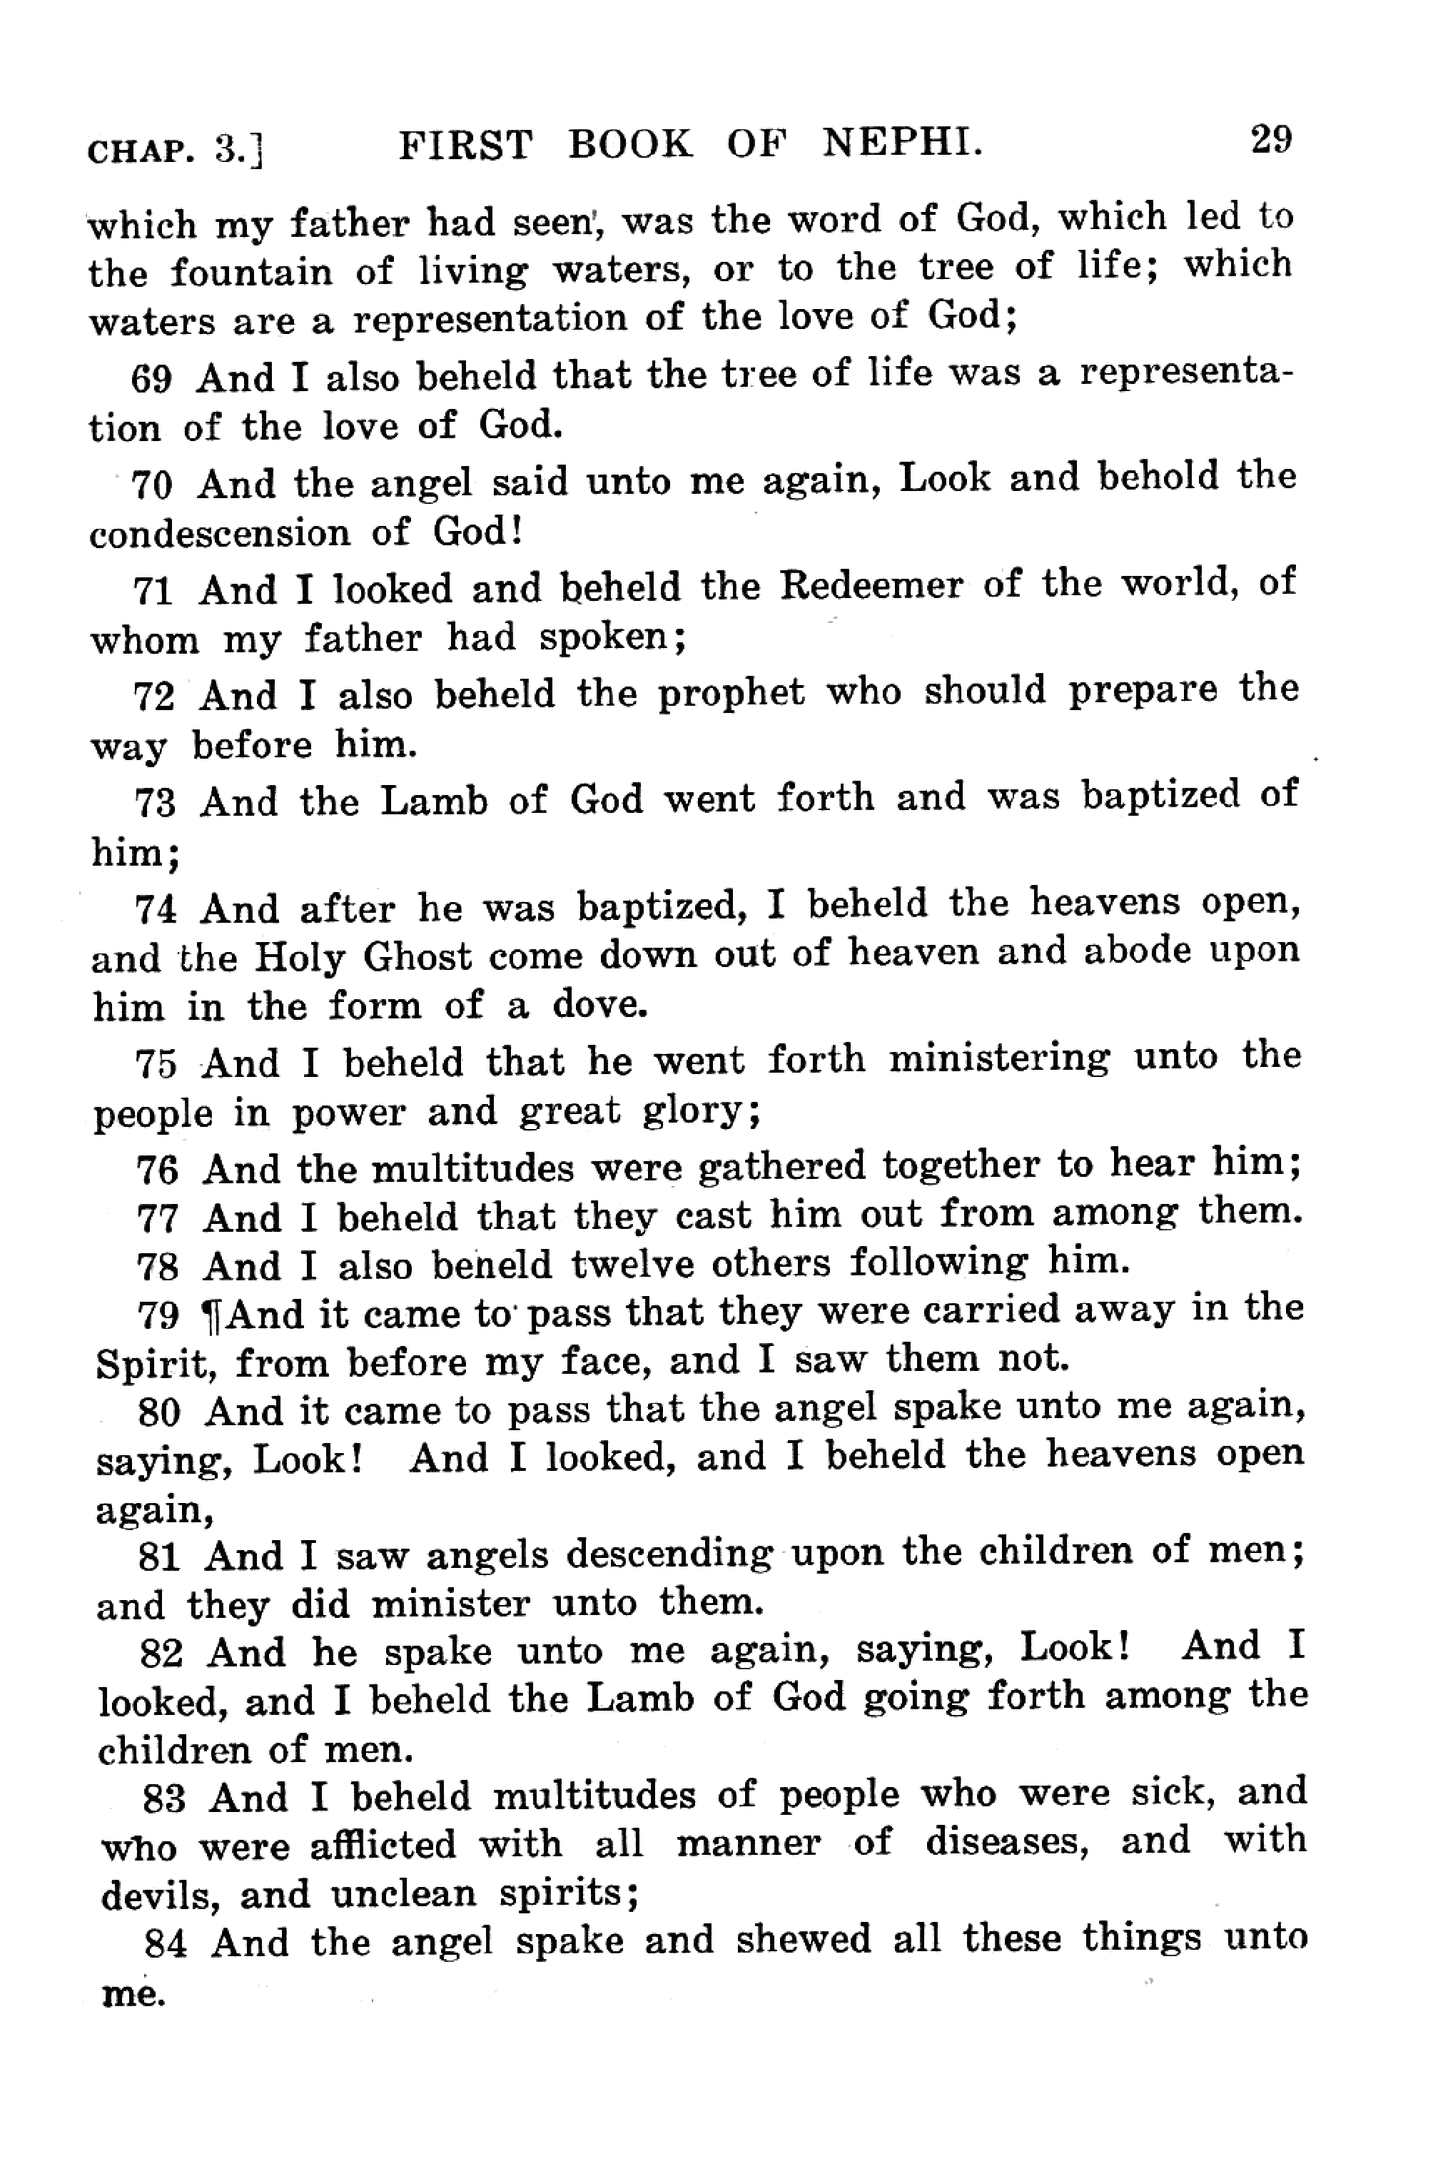 CHAP. 3.] FIRST BOOK OF NEPHI. 29
which my father had seen, was the word of God, which led to
the fountain of living waters, or to the tree of life; which
waters are a representation of the love of God;
69 And I also beheld that the tree of life was a representa-
tion of the love of God.
70 And the angel said unto me again, Look and behold the
condescension of God!
71 And I looked and beheld the Redeemer of the world, of
whom my father had spoken;
72 And I also beheld the prophet who should prepare the
way before him.
73 And the Lamb of God went forth and was baptized of
him;
74 And after he was baptized, I beheld the heavens open,
and the Holy Ghost come down out of heaven and abode upon
him in the form of a dove.
75 And I beheld that he went forth ministering unto the
people in power and great glory;
76 And the multitudes were gathered together to hear him;
77 And I beheld that they cast him out from among them.
78 And I also beheld twelve others following him.
79 ¶And it came to pass that they were carried away in the
Spirit, from before my face, and I saw them not.
80 And it came to pass that the angel spake unto me again,
saying, Look! And I looked, and I beheld the heavens open
again,
81 And I saw angels descending upon the children of men;
and they did minister unto them.
82 And he spake unto me again, saying, Look! And I
looked, and I beheld the Lamb of God going forth among the
children of men.
83 And I beheld multitudes of people who were sick, and
who were afflicted with all manner of diseases, and with
devils, and unclean spirits;
84 And the angel spake and shewed all these things unto
me.